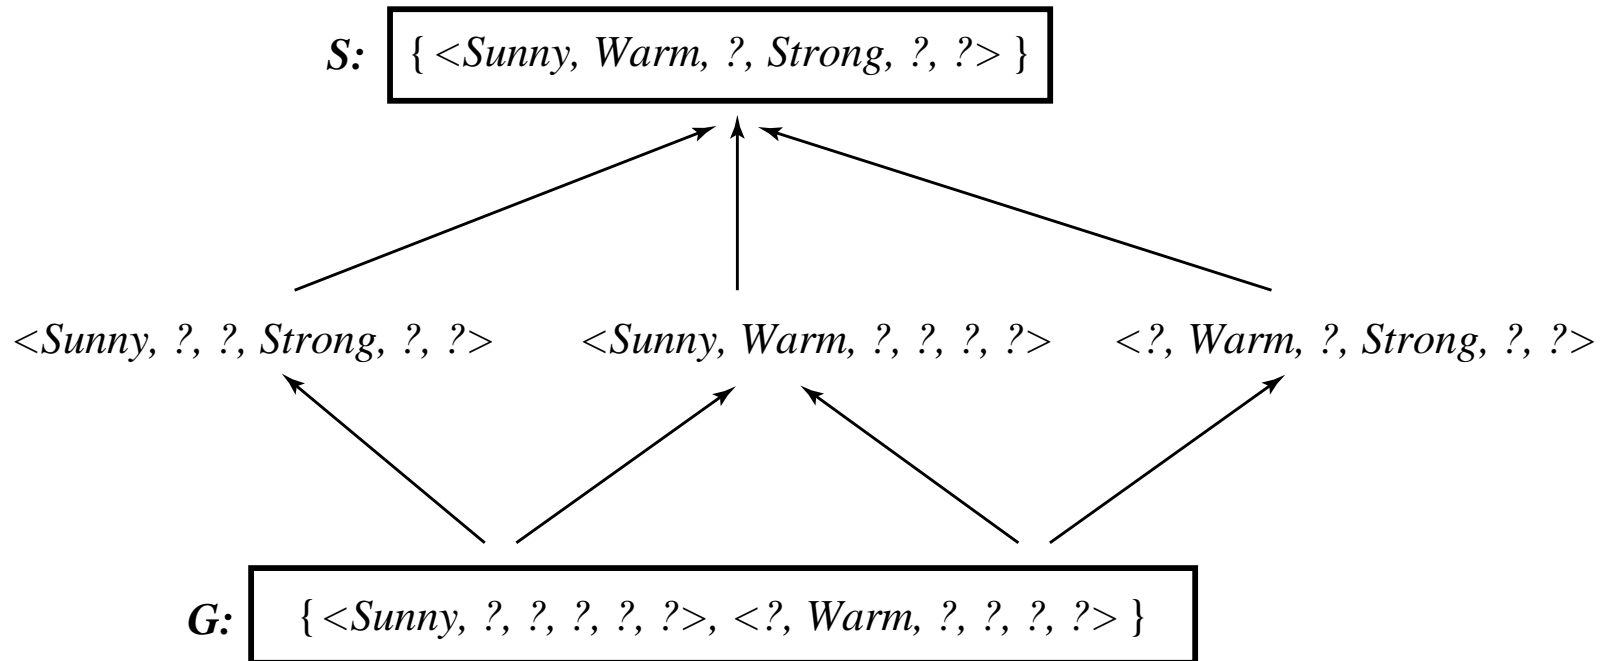 S: { <Sunny, Warm, ?, Strong, ?, ?> }
<Sunny, ?, ?, Strong, ?, ?> <Sunny, Warm, ?, ?, ?, ?> <?, Warm, ?, Strong, ?, ?>
G: { <Sunny, ?, ?, ?, ?, ?>, <?, Warm, ?, ?, ?, ?> }